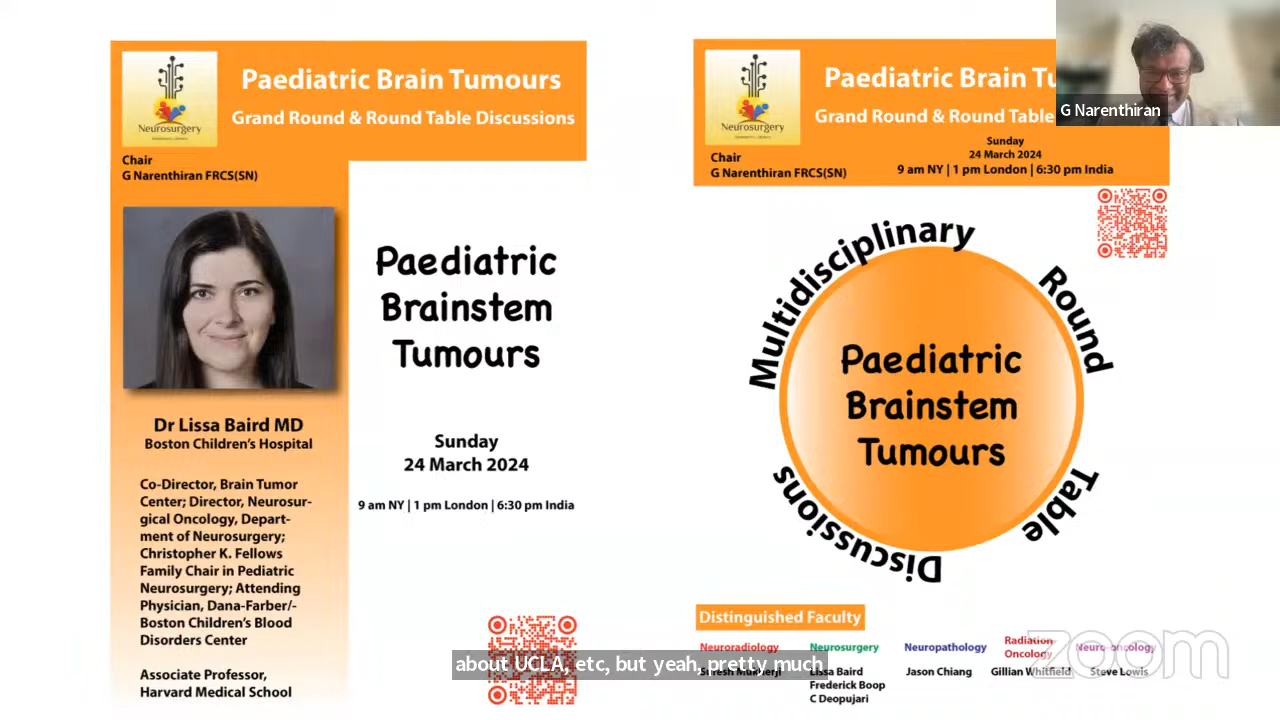 Neurosurgery
Paediatric Brain Tumours
Grand Round & Round Table Discussions
Chair
G Narenthiran FRCS(SN)
Paediatric
Brainstem
Tumours
Dr Lissa Baird MD
Boston Children's Hospital
Sunday
24 March 2024
9 am NY | 1 pm London | 6:30 pm India
Co-Director, Brain Tumor
Center; Director, Neurosur-
gical Oncology, Depart-
ment of Neurosurgery;
Christopher K. Fellows
Family Chair in Pediatric
Neurosurgery; Attending
Physician, Dana-Farber/-
Boston Children's Blood
Disorders Center
Associate Professor,
Harvard Medical School
Neurosurgery
Paediatric Brain Tu
Grand Round & Round Table
Sunday
24 March 2024
9 am NY | 1 pm London | 6:30 pm India
Chair
G Narenthiran FRCS(SN)
G Narenthiran
Multidisciplinary
Round
Table
Discussions
Paediatric
Brainstem
Tumours
Distinguished Faculty
Neuroradiology
Suresh Mukherji
Neurosurgery
Lissa Baird
Frederick Boop
C Deopujari
Neuropathology
Jason Chiang
Radiation
Oncology
Gillian Whitfield
Neuro-oncology
Steve Lowis
about UCLA, etc, but yeah, pretty much
zoom